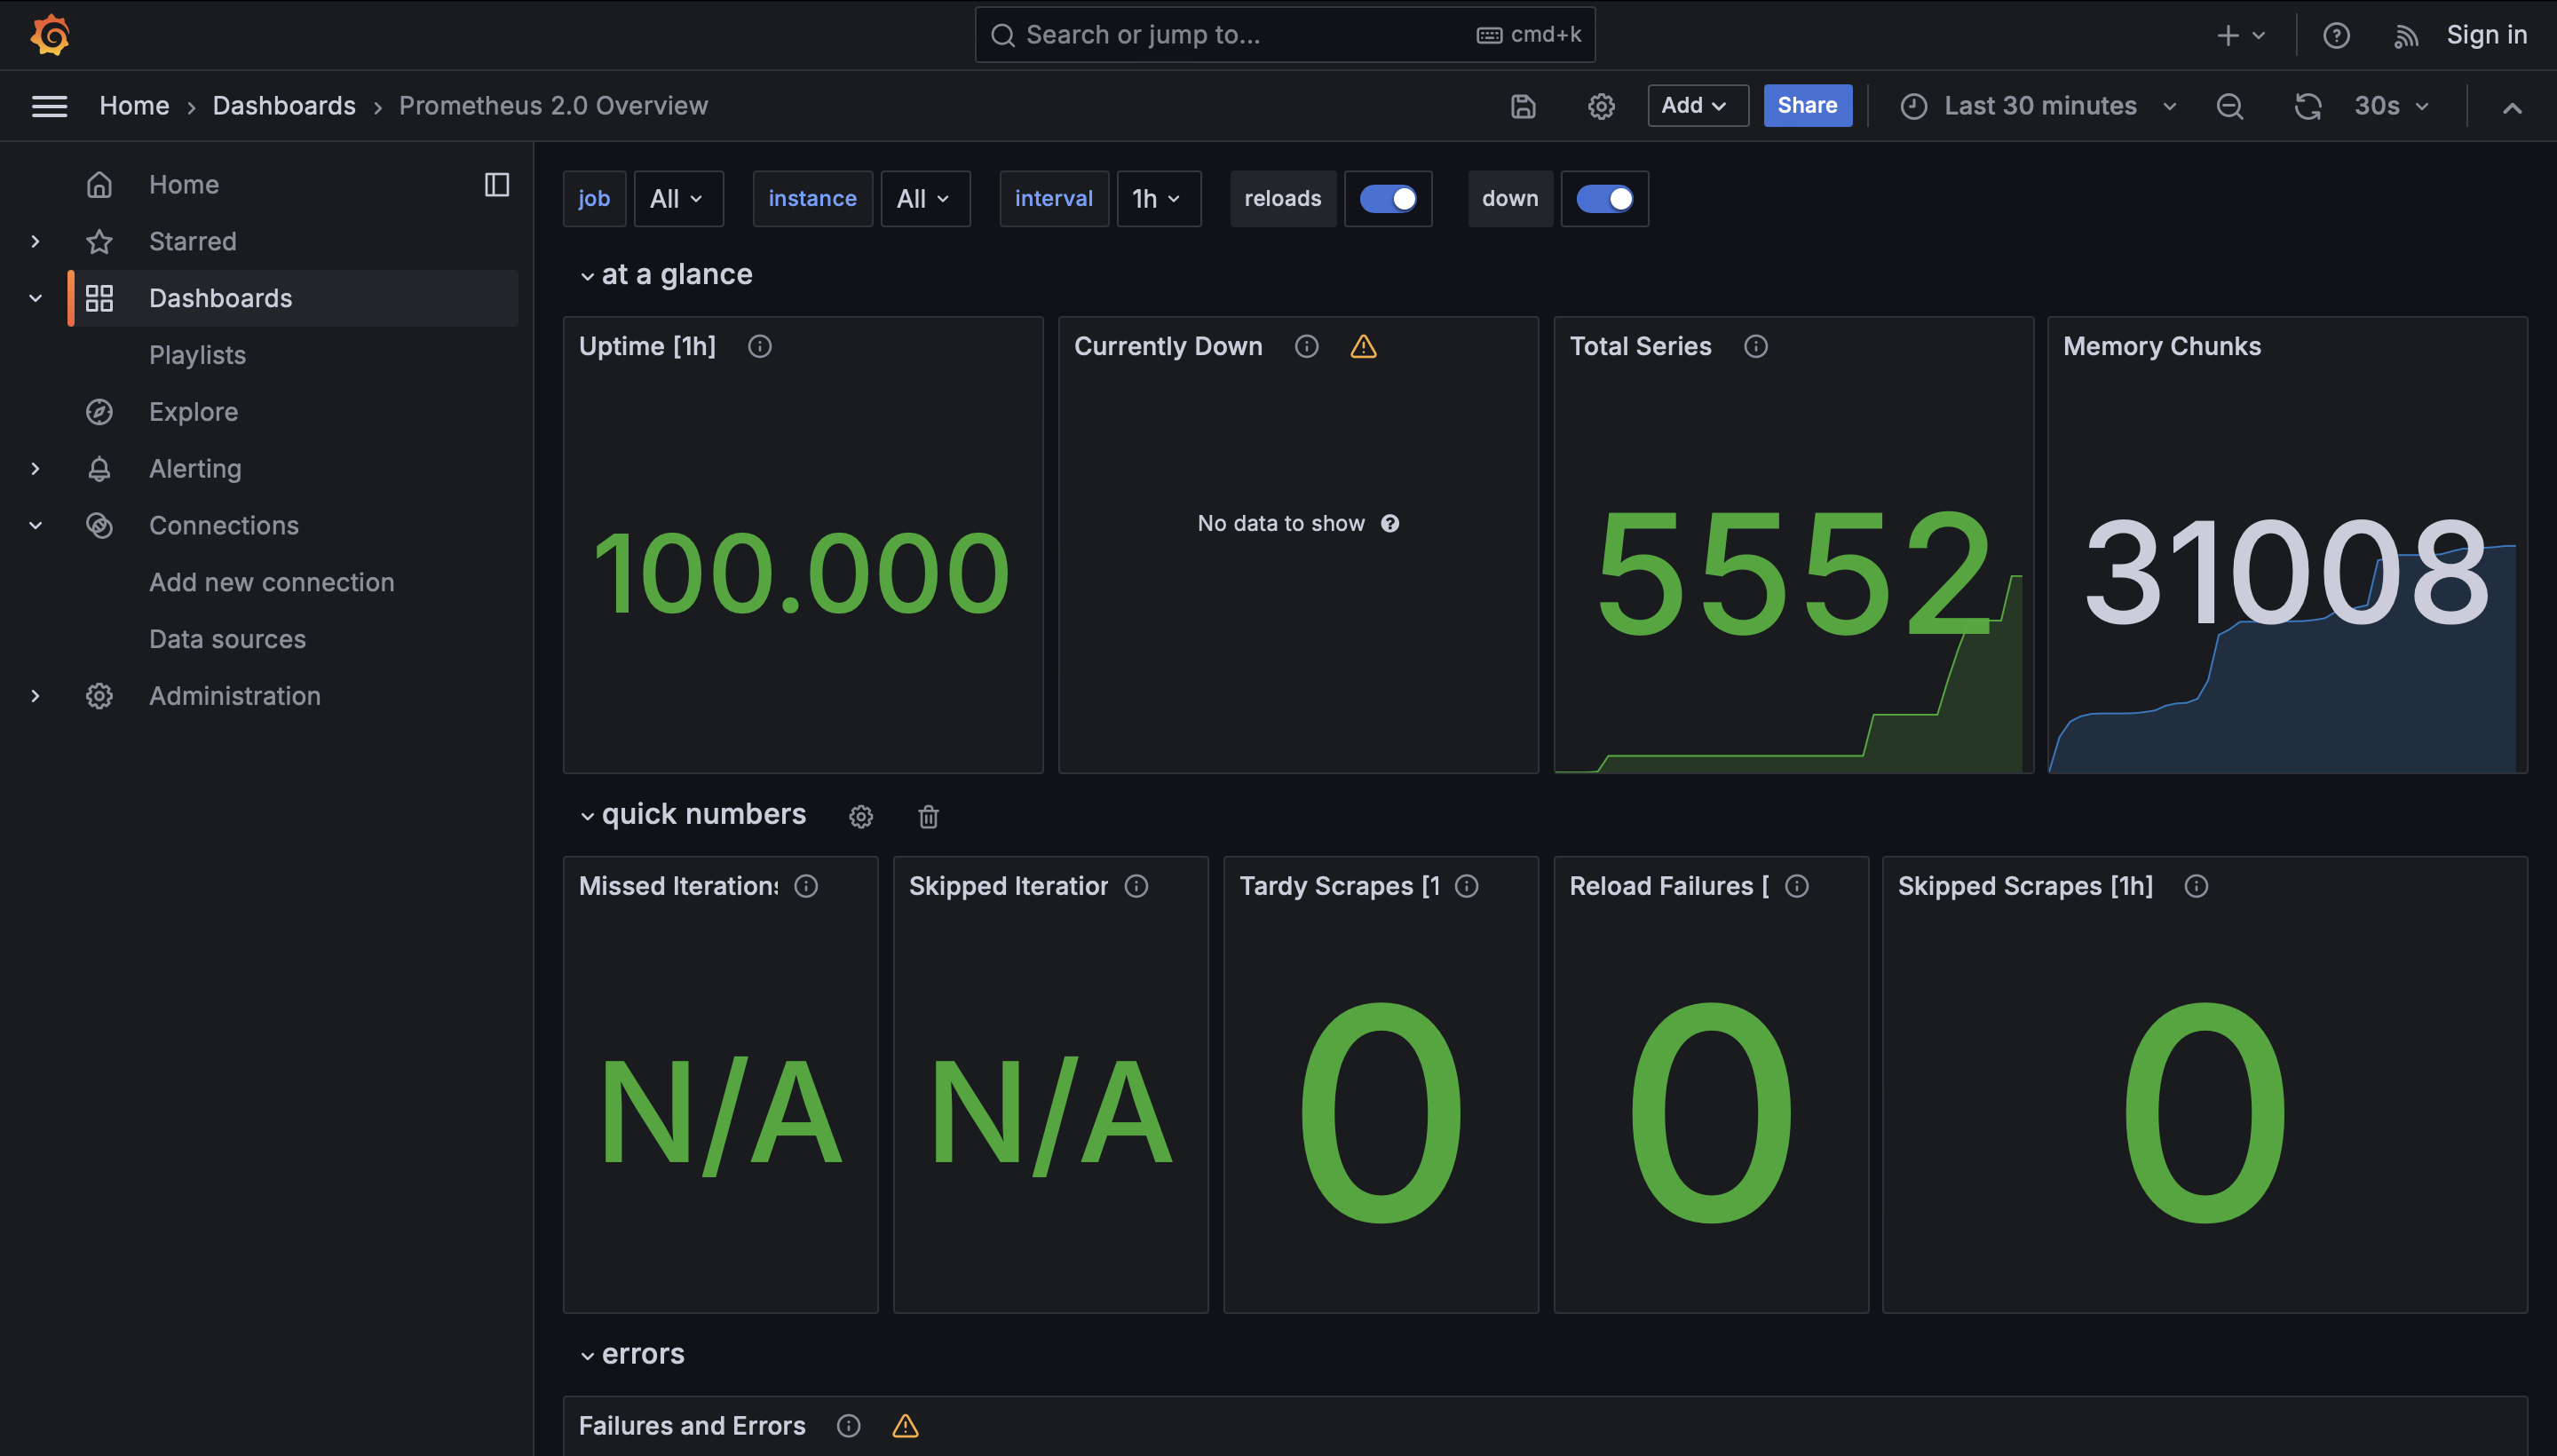 Search or jump to...
cmd+k
Sign in
Home
Dashboards
Prometheus 2.0 Overview
Add
Share
Last 30 minutes
30s
Home
Starred
Dashboards
Playlists
Explore
Alerting
Connections
Add new connection
Data sources
Administration
job
All
instance
All
interval
1h
reloads
down
at a glance
Uptime [1h]
100.000
Currently Down
No data to show
Total Series
5552
Memory Chunks
31008
quick numbers
Missed Iterations
N/A
Skipped Iteration
N/A
Tardy Scrapes [1
0
Reload Failures [
0
Skipped Scrapes [1h]
0
errors
Failures and Errors